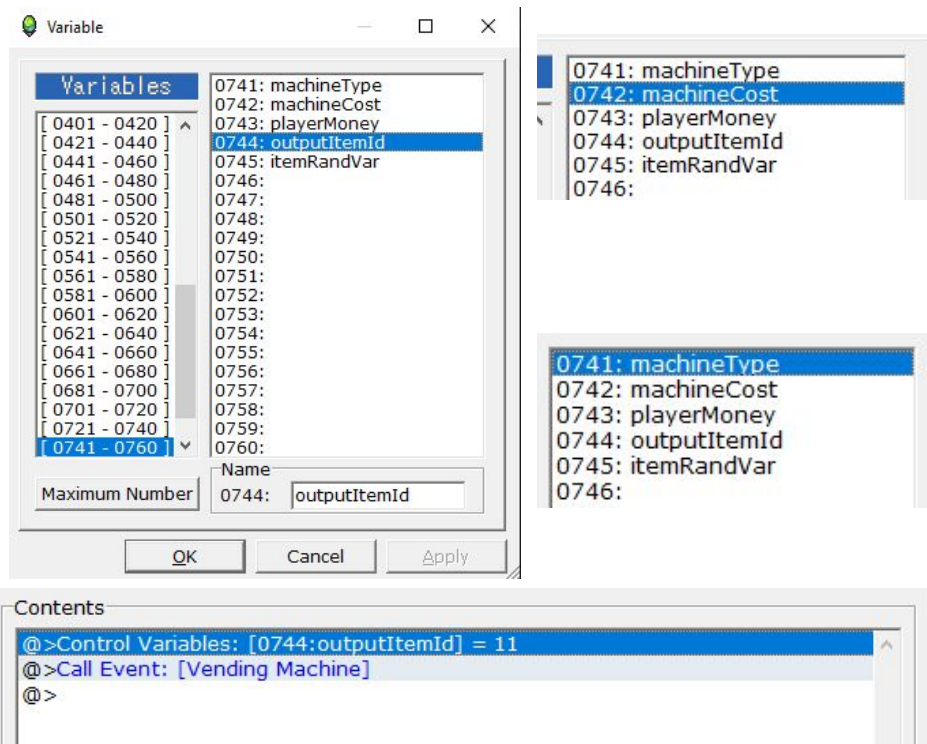 Variable
Variables
[ 0401 - 0420 ]
[ 0421 - 0440 ]
[ 0441 - 0460 ]
[ 0461 - 0480 ]
[ 0481 - 0500 ]
[ 0501 - 0520 ]
[ 0521 - 0540 ]
[ 0541 - 0560 ]
[ 0561 - 0580 ]
[ 0581 - 0600 ]
[ 0601 - 0620 ]
[ 0621 - 0640 ]
[ 0641 - 0660 ]
[ 0661 - 0680 ]
[ 0681 - 0700 ]
[ 0701 - 0720 ]
[ 0721 - 0740 ]
[ 0741 - 0760 ]
Maximum Number
0741: machineType
0742: machineCost
0743: playerMoney
0744: outputItemId
0745: itemRandVar
0746:
0747:
0748:
0749:
0750:
0751:
0752:
0753:
0754:
0755:
0756:
0757:
0758:
0759:
0760:
Name
0744: outputItemId
OK Cancel Apply
0741: machineType
0742: machineCost
0743: playerMoney
0744: outputItemId
0745: itemRandVar
0746:
0741: machineType
0742: machineCost
0743: playerMoney
0744: outputItemId
0745: itemRandVar
0746:
Contents
@>Control Variables: [0744:outputItemId] = 11
@>Call Event: [Vending Machine]
@>